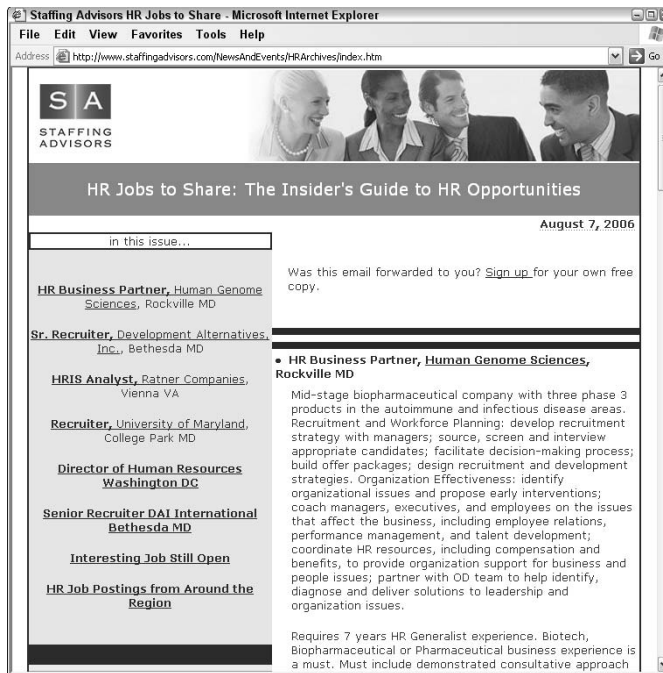 Staffing Advisors HR Jobs to Share - Microsoft Internet Explorer
File Edit View Favorites Tools Help
Address http://www.staffingadvisors.com/NewsAndEvents/HRArchives/index.htm Go
S A
STAFFING
ADVISORS
HR Jobs to Share: The Insider's Guide to HR Opportunities
August 7, 2006
in this issue...
HR Business Partner, Human Genome
Sciences, Rockville MD
Sr. Recruiter, Development Alternatives,
Inc., Bethesda MD
HRIS Analyst, Ratner Companies,
Vienna VA
Recruiter, University of Maryland,
College Park MD
Director of Human Resources
Washington DC
Senior Recruiter DAI International
Bethesda MD
Interesting Job Still Open
HR Job Postings from Around the
Region
Was this email forwarded to you? Sign up for your own free
copy.
• HR Business Partner, Human Genome Sciences,
Rockville MD
Mid-stage biopharmaceutical company with three phase 3
products in the autoimmune and infectious disease areas.
Recruitment and Workforce Planning: develop recruitment
strategy with managers; source, screen and interview
appropriate candidates; facilitate decision-making process;
build offer packages; design recruitment and development
strategies. Organization Effectiveness: identify
organizational issues and propose early interventions;
coach managers, executives, and employees on the issues
that affect the business, including employee relations,
performance management, and talent development;
coordinate HR resources, including compensation and
benefits, to provide organization support for business and
people issues; partner with OD team to help identify,
diagnose and deliver solutions to leadership and
organization issues.
Requires 7 years HR Generalist experience. Biotech,
Biopharmaceutical or Pharmaceutical business experience is
a must. Must include demonstrated consultative approach